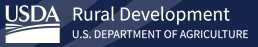 USDA Rural Development
U.S. DEPARTMENT OF AGRICULTURE